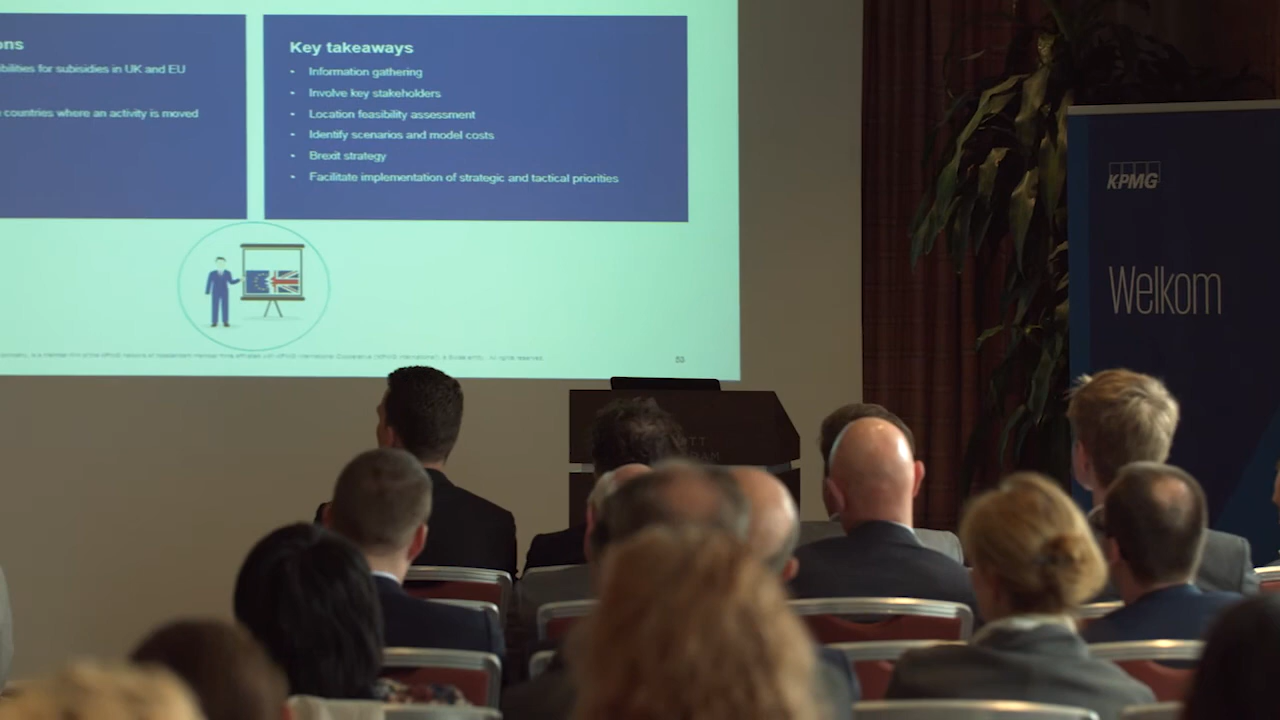 ons
Key takeaways
bilities for subisidies in UK and EU
• Information gathering
• Involve key stakeholders
countries where an activity is moved
• Location feasibility assessment
• Identify scenarios and model costs
• Brexit strategy
• Facilitate implementation of strategic and tactical priorities
KPMG
Welkom